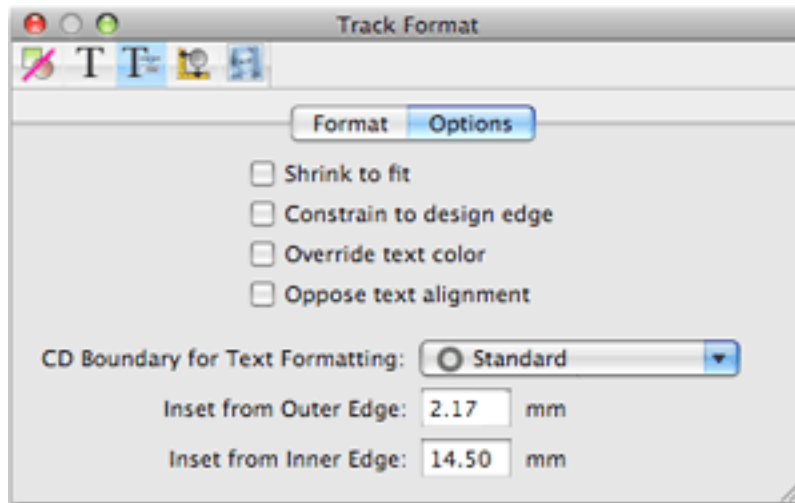 Track Format
T T
Format Options
Shrink to fit
Constrain to design edge
Override text color
Oppose text alignment
CD Boundary for Text Formatting: Standard
Inset from Outer Edge: 2.17 mm
Inset from Inner Edge: 14.50 mm